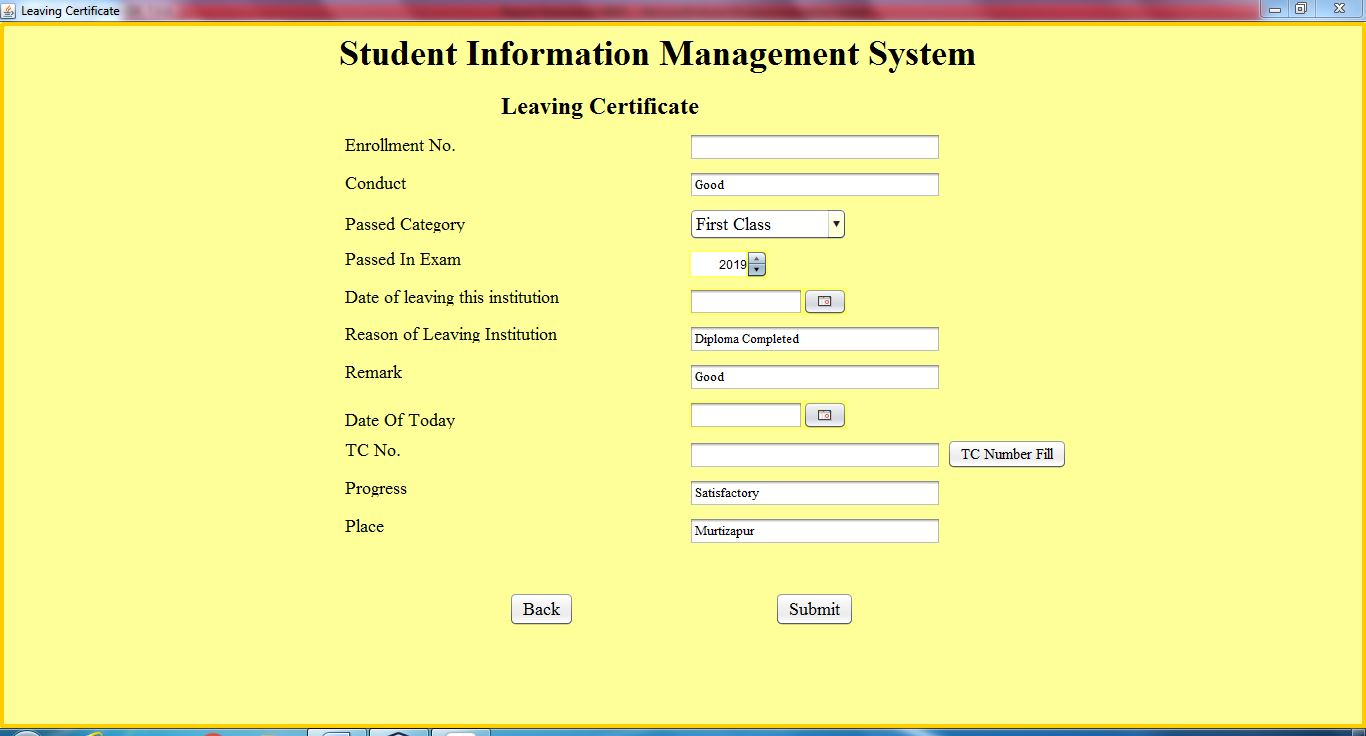 Leaving Certificate
Student Information Management System
Leaving Certificate
Enrollment No.
Conduct Good
Passed Category First Class
Passed In Exam 2019
Date of leaving this institution
Reason of Leaving Institution Diploma Completed
Remark Good
Date Of Today
TC No. TC Number Fill
Progress Satisfactory
Place Murtizapur
Back Submit